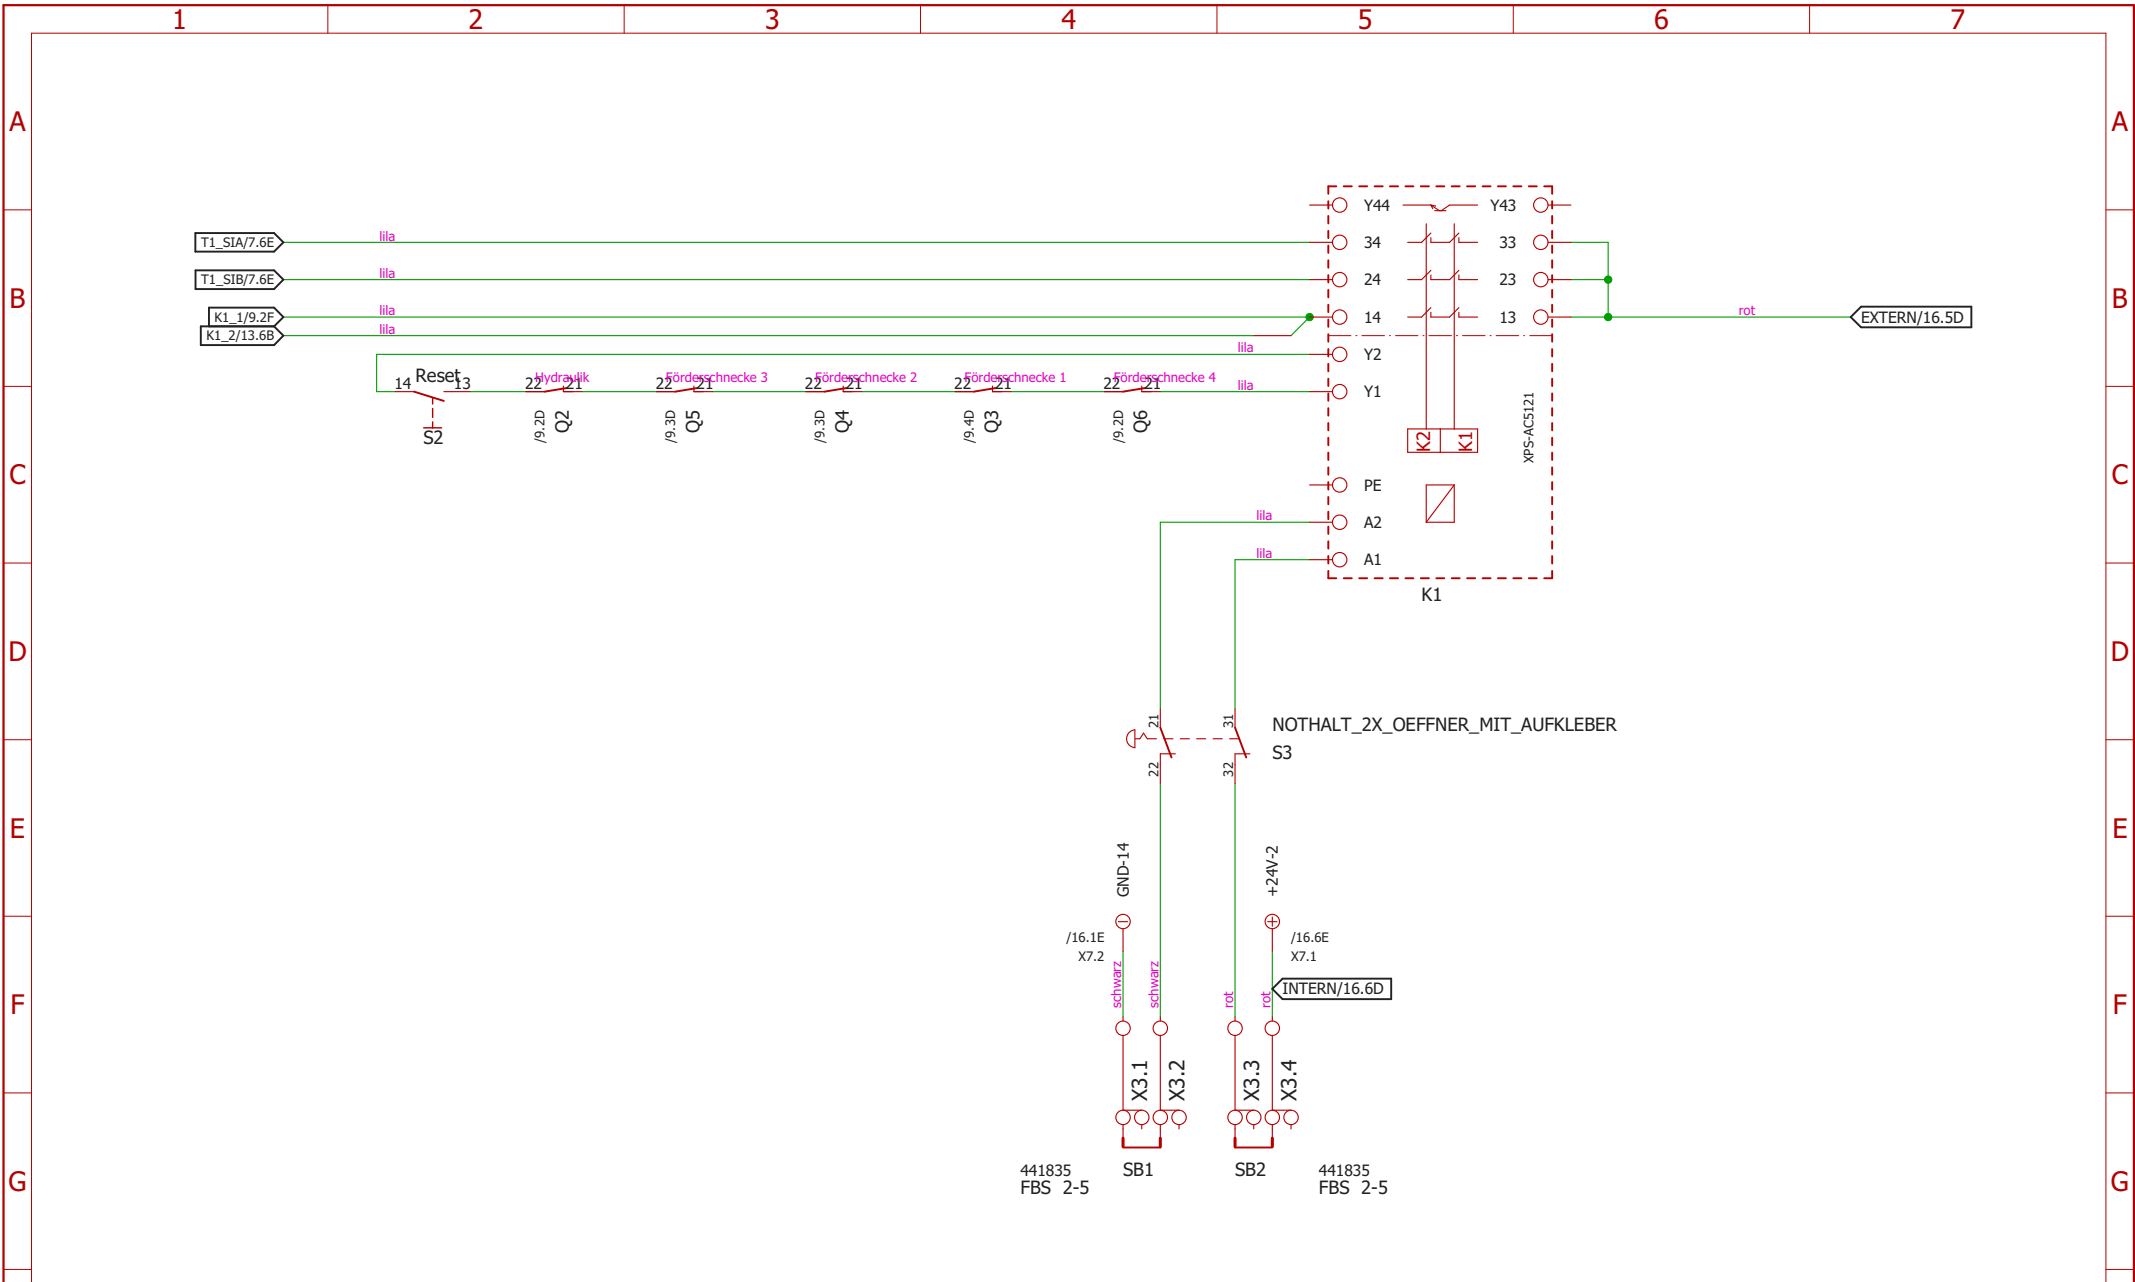 1 2 3 4 5 6 7
A A
Y44 Y43
T1_SIA/7.6E lila 34 33
T1_SIB/7.6E lila 24 23
B B
K1_1/9.2F lila 14 13 rot EXTERN/16.5D
K1_2/13.6B lila
lila Y2
14 Reset 13 22 Hydraulik 21 22 Förderschnecke 3 21 22 Förderschnecke 2 21 22 Förderschnecke 1 21 22 Förderschnecke 4 21 lila Y1
S2 /9.2D Q2 /9.3D Q5 /9.3D Q4 /9.4D Q3 /9.2D Q6
K2 K1 XPS-AC5121
C C
PE
lila A2
lila A1
K1
D D
21 31 NOTHALT_2X_OEFFNER_MIT_AUFKLEBER
S3
22 32
E E
GND-14 +24V-2
/16.1E /16.6E
X7.2 X7.1
schwarz schwarz rot rot INTERN/16.6D
F F
X3.1 X3.2 X3.3 X3.4
441835 SB1 SB2 441835
FBS 2-5 FBS 2-5
G G